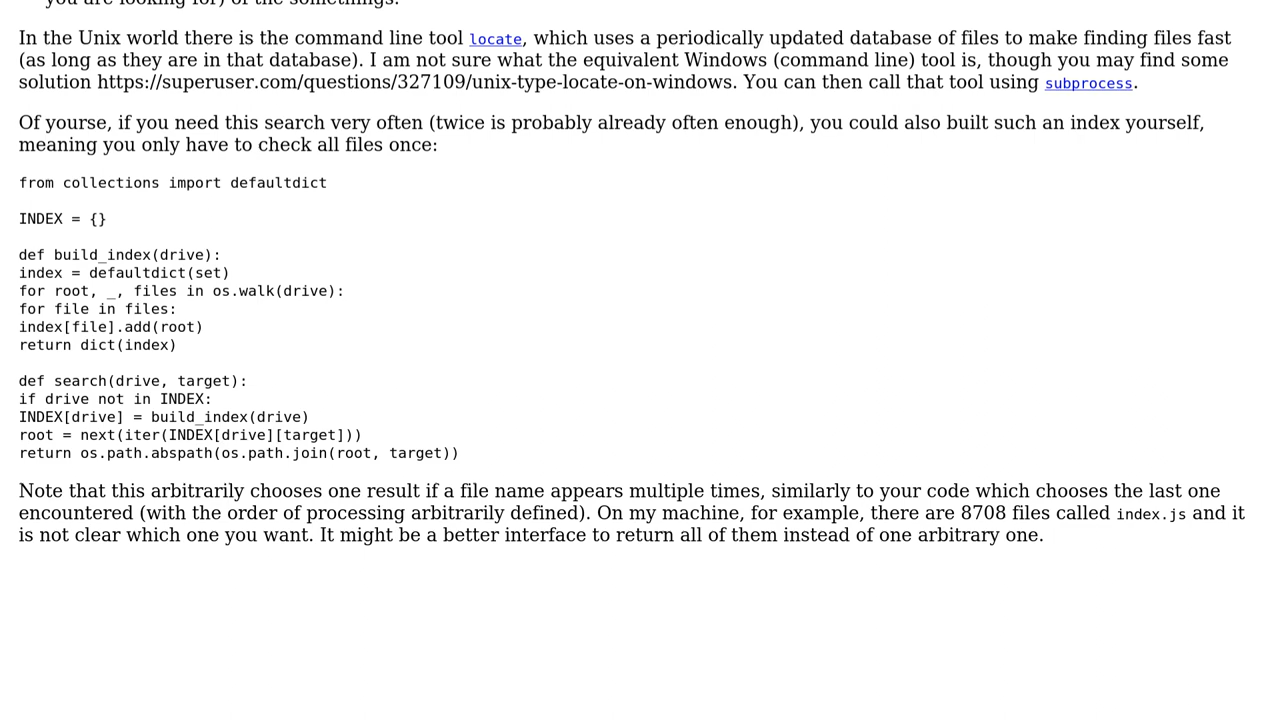 you are looking for) of the somethings.
In the Unix world there is the command line tool locate, which uses a periodically updated database of files to make finding files fast
(as long as they are in that database). I am not sure what the equivalent Windows (command line) tool is, though you may find some
solution https://superuser.com/questions/327109/unix-type-locate-on-windows. You can then call that tool using subprocess.
Of yourse, if you need this search very often (twice is probably already often enough), you could also built such an index yourself,
meaning you only have to check all files once:
from collections import defaultdict
INDEX = {}
def build_index(drive):
index = defaultdict(set)
for root, _, files in os.walk(drive):
for file in files:
index[file].add(root)
return dict(index)
def search(drive, target):
if drive not in INDEX:
INDEX[drive] = build_index(drive)
root = next(iter(INDEX[drive][target]))
return os.path.abspath(os.path.join(root, target))
Note that this arbitrarily chooses one result if a file name appears multiple times, similarly to your code which chooses the last one
encountered (with the order of processing arbitrarily defined). On my machine, for example, there are 8708 files called index.js and it
is not clear which one you want. It might be a better interface to return all of them instead of one arbitrary one.